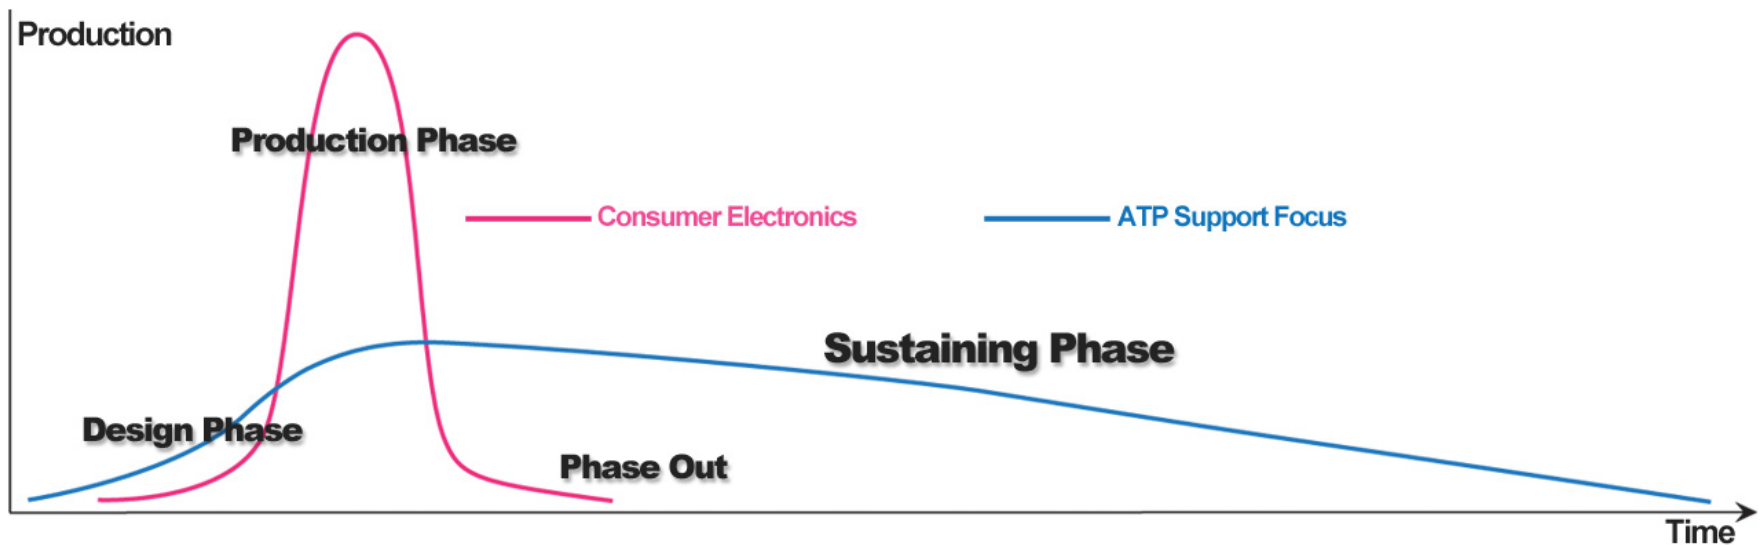 Production
Production Phase
Consumer Electronics
ATP Support Focus
Sustaining Phase
Design Phase
Phase Out
Time